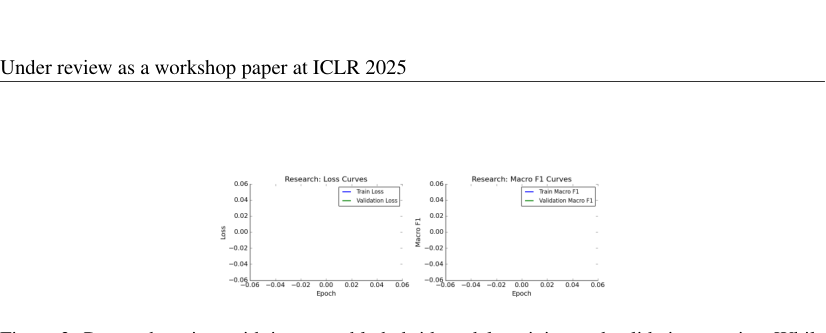 Under review as a workshop paper at ICLR 2025
Research: Loss Curves
Research: Macro F1 Curves
0.06
0.04
0.02
0.00
−0.02
−0.04
−0.06
Loss
Train Loss
Validation Loss
−0.06 −0.04 −0.02 0.00 0.02 0.04 0.06
Epoch
0.06
0.04
0.02
0.00
−0.02
−0.04
−0.06
Macro F1
Train Macro F1
Validation Macro F1
−0.06 −0.04 −0.02 0.00 0.02 0.04 0.06
Epoch